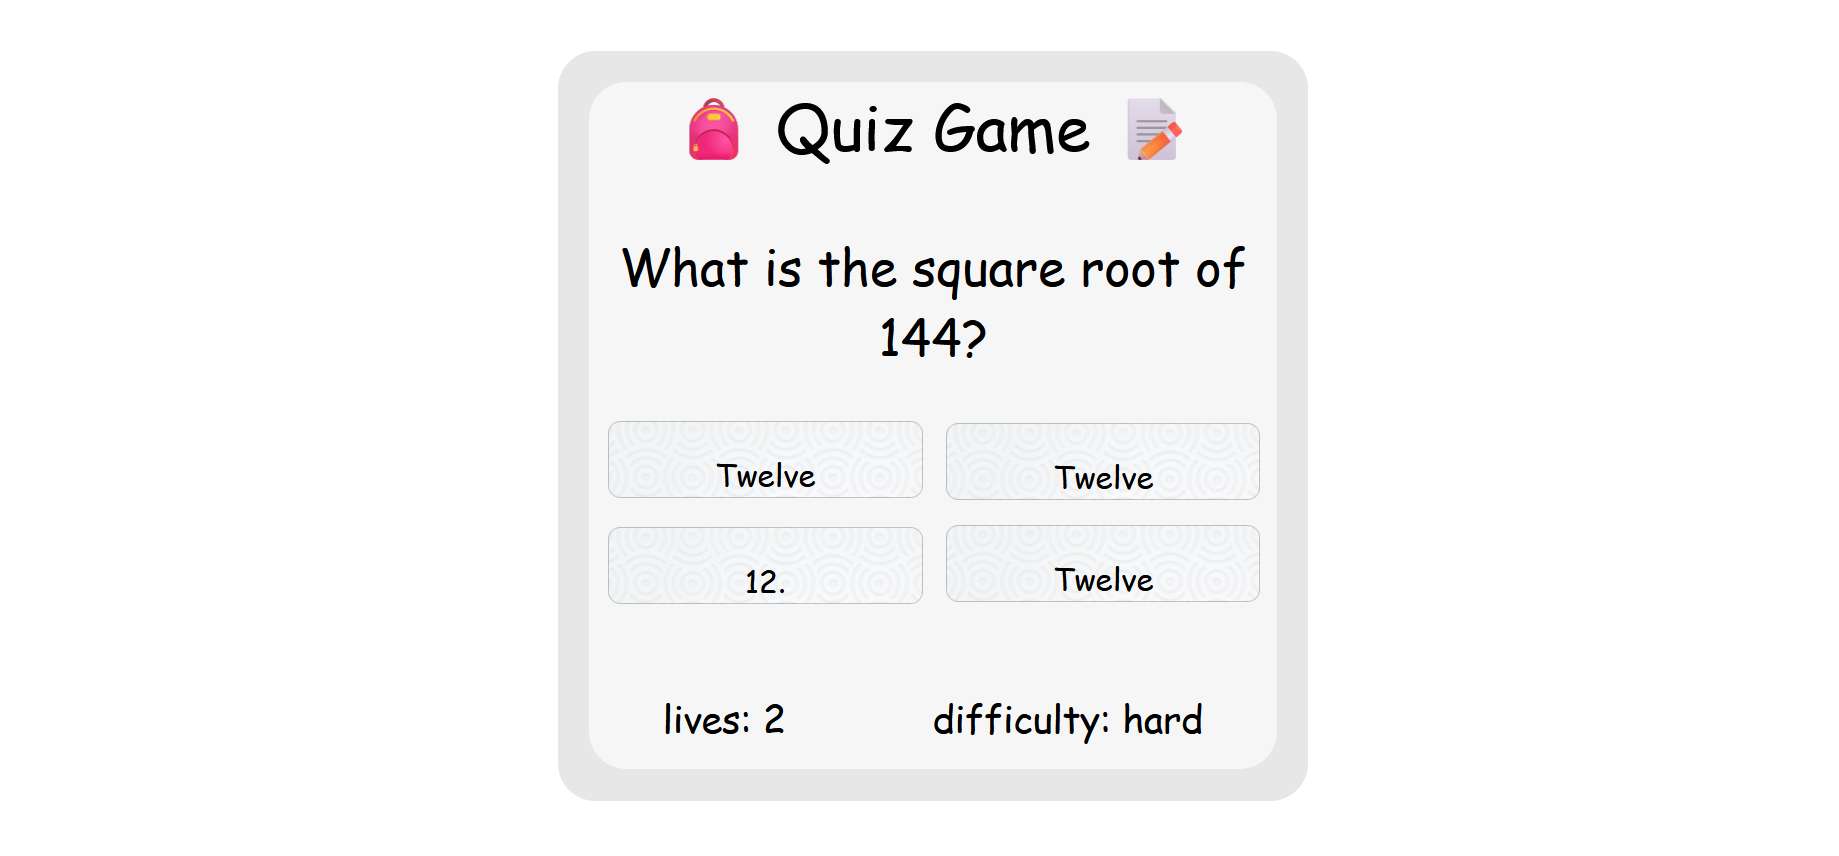 Quiz Game
What is the square root of
144?
Twelve
Twelve
12.
Twelve
lives: 2
difficulty: hard